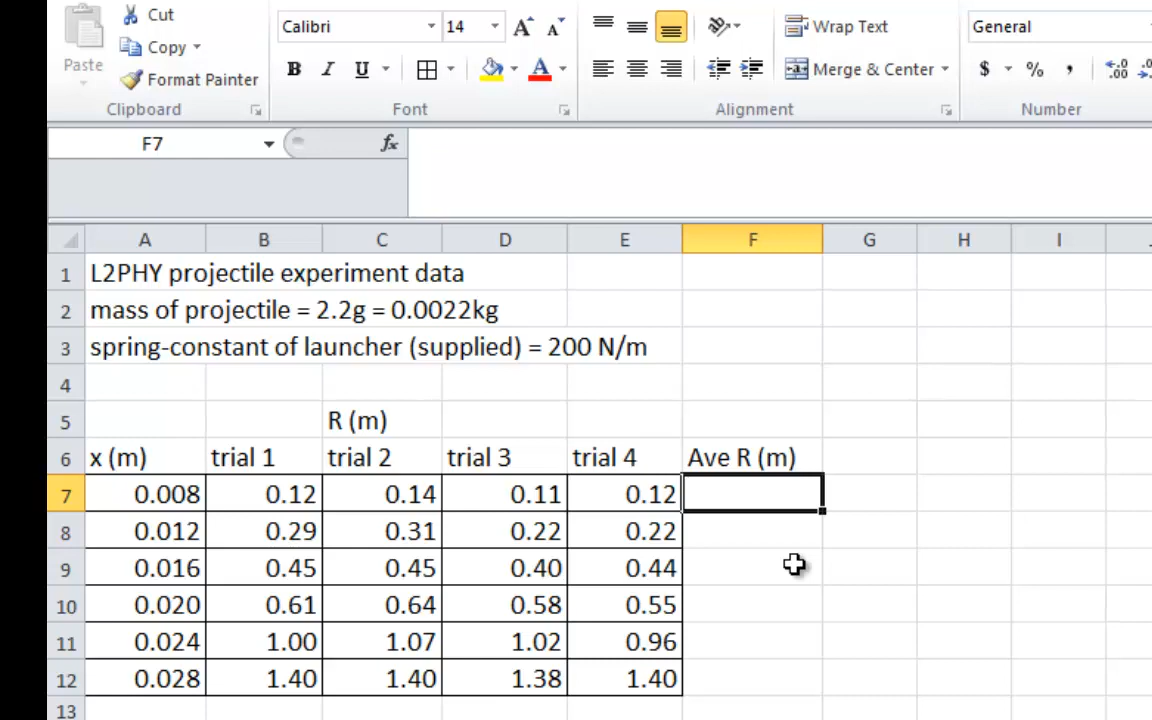 Cut
Calibri 14 A A Wrap Text General
Copy
Paste
Format Painter B I U A Merge & Center $ % , .00
Clipboard Font Alignment Number
F7 fx
A B C D E F G H I
1 L2PHY projectile experiment data
2 mass of projectile = 2.2g = 0.0022kg
3 spring-constant of launcher (supplied) = 200 N/m
4
5 R (m)
6 x (m) trial 1 trial 2 trial 3 trial 4 Ave R (m)
7 0.008 0.12 0.14 0.11 0.12
8 0.012 0.29 0.31 0.22 0.22
9 0.016 0.45 0.45 0.40 0.44
10 0.020 0.61 0.64 0.58 0.55
11 0.024 1.00 1.07 1.02 0.96
12 0.028 1.40 1.40 1.38 1.40
13